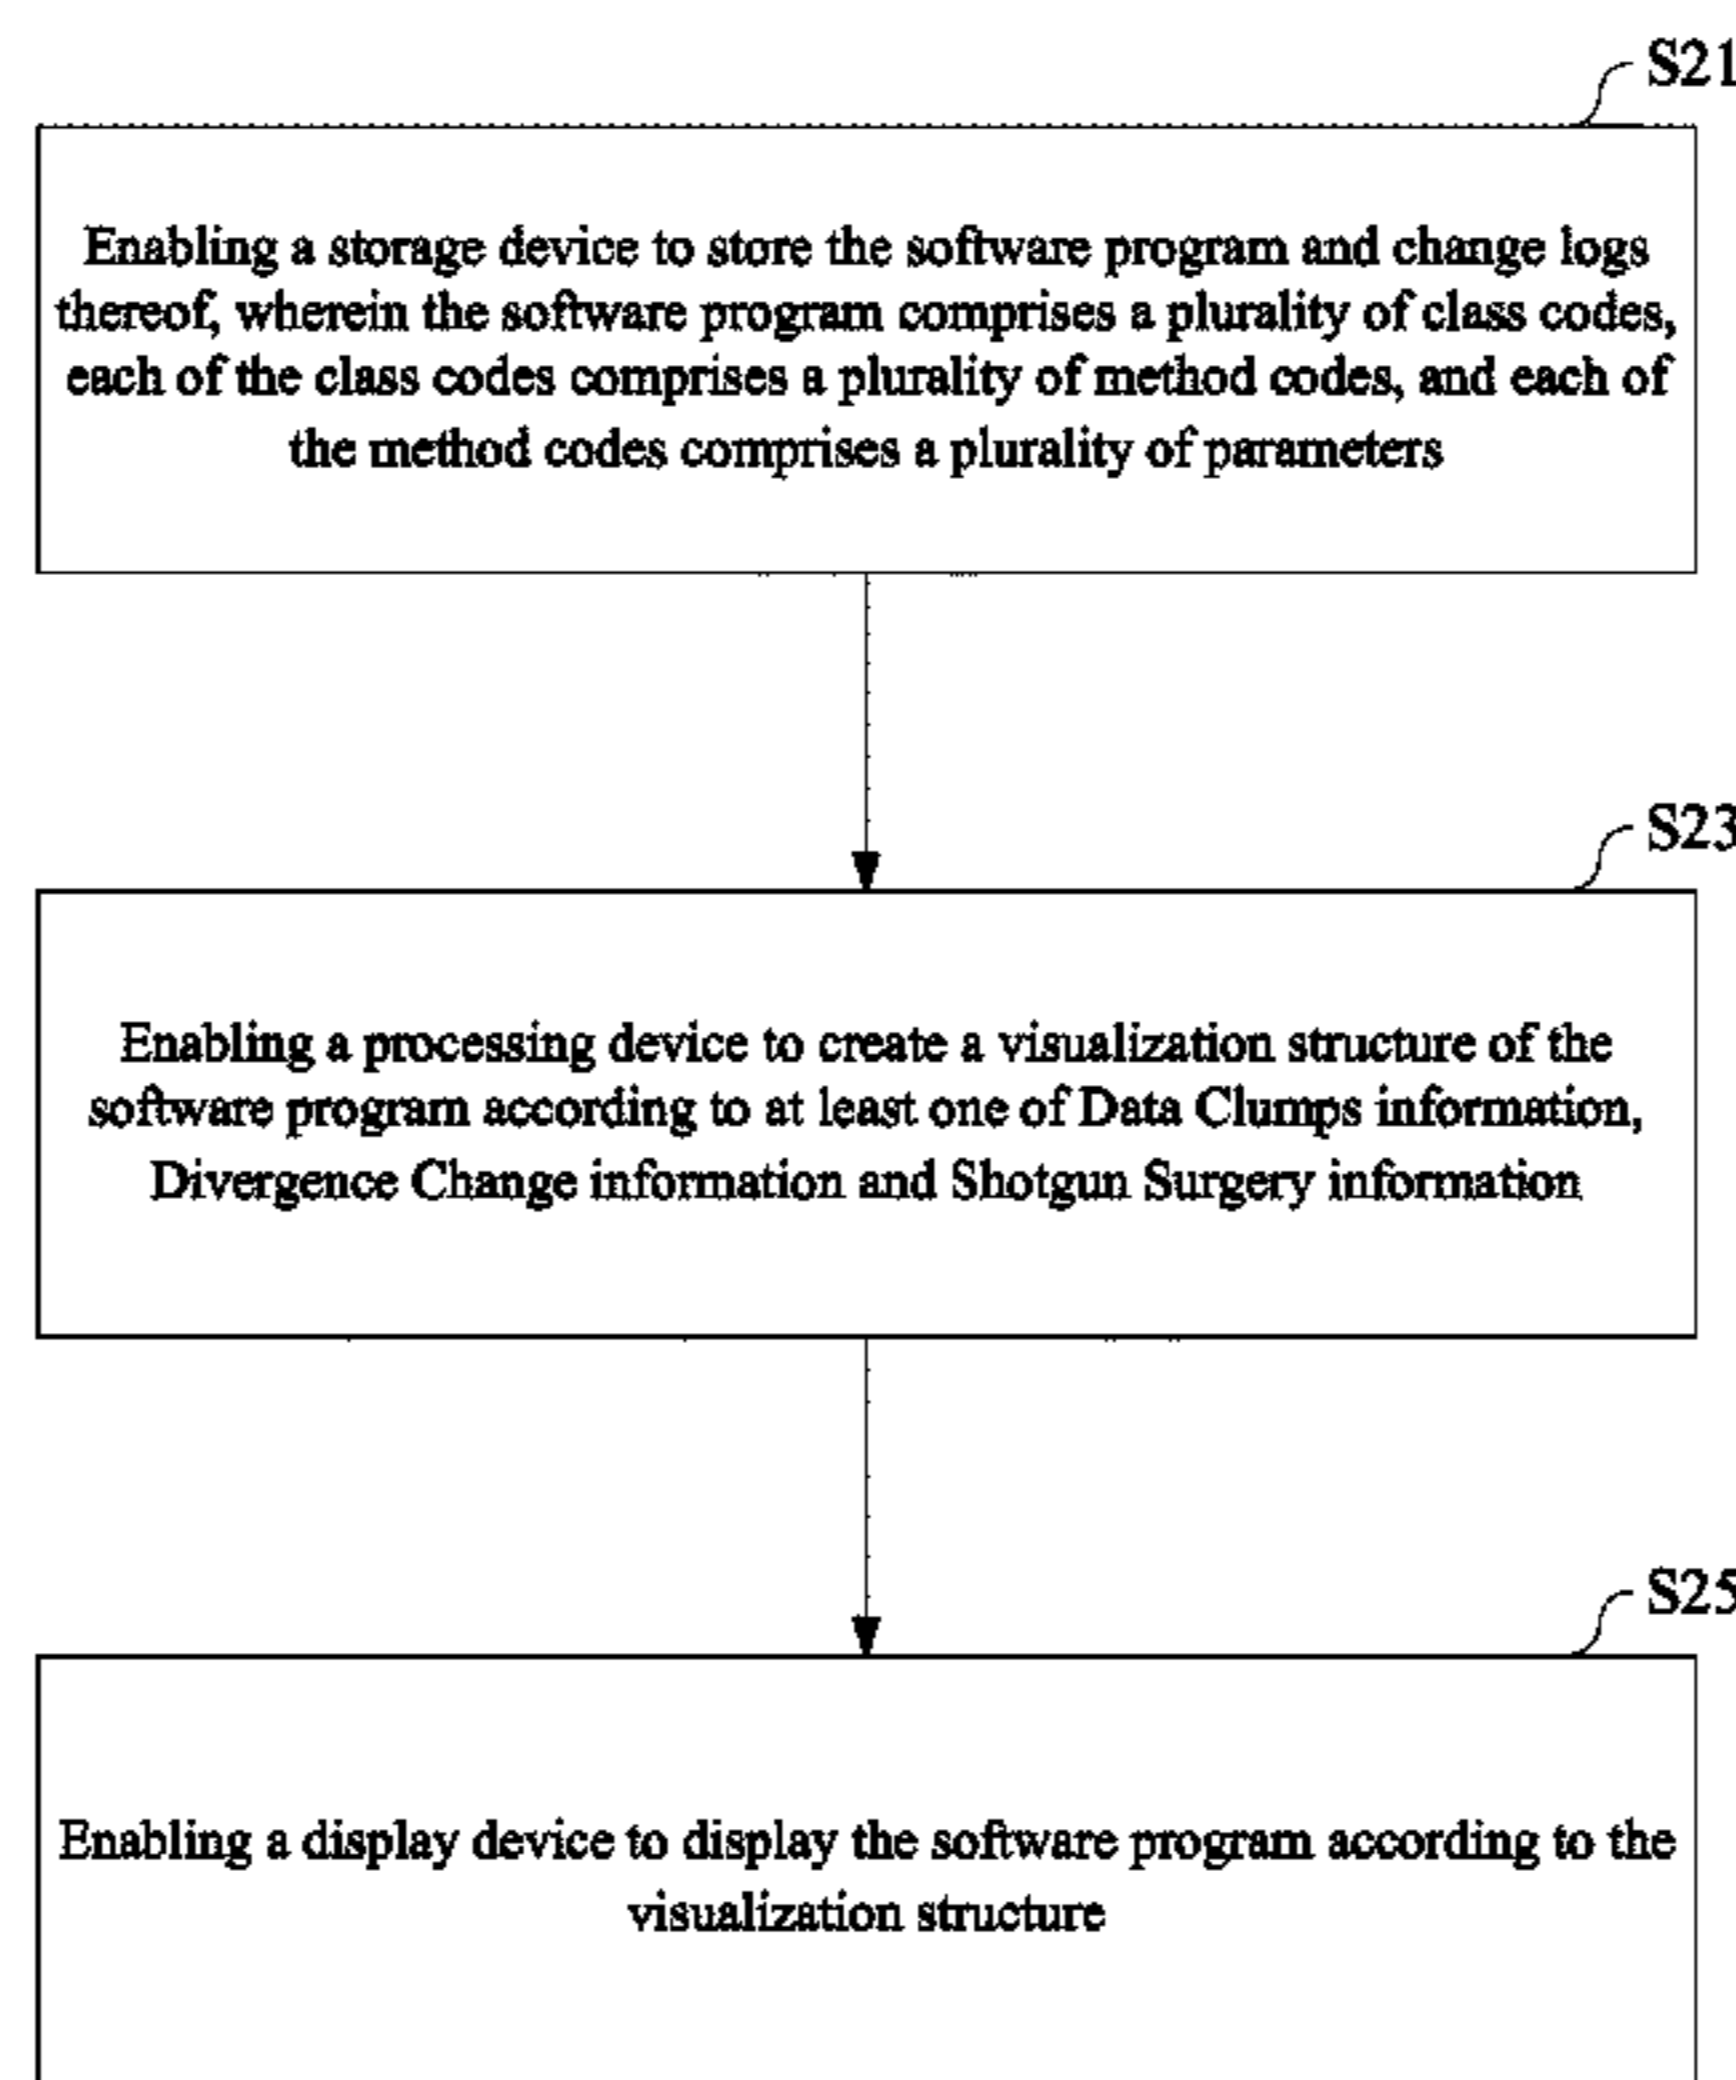 S21
Enabling a storage device to store the software program and change logs
thereof, wherein the software program comprises a plurality of class codes,
each of the class codes comprises a plurality of method codes, and each of
the method codes comprises a plurality of parameters
S23
Enabling a processing device to create a visualization structure of the
software program according to at least one of Data Clumps information,
Divergence Change information and Shotgun Surgery information
S25
Enabling a display device to display the software program according to the
visualization structure